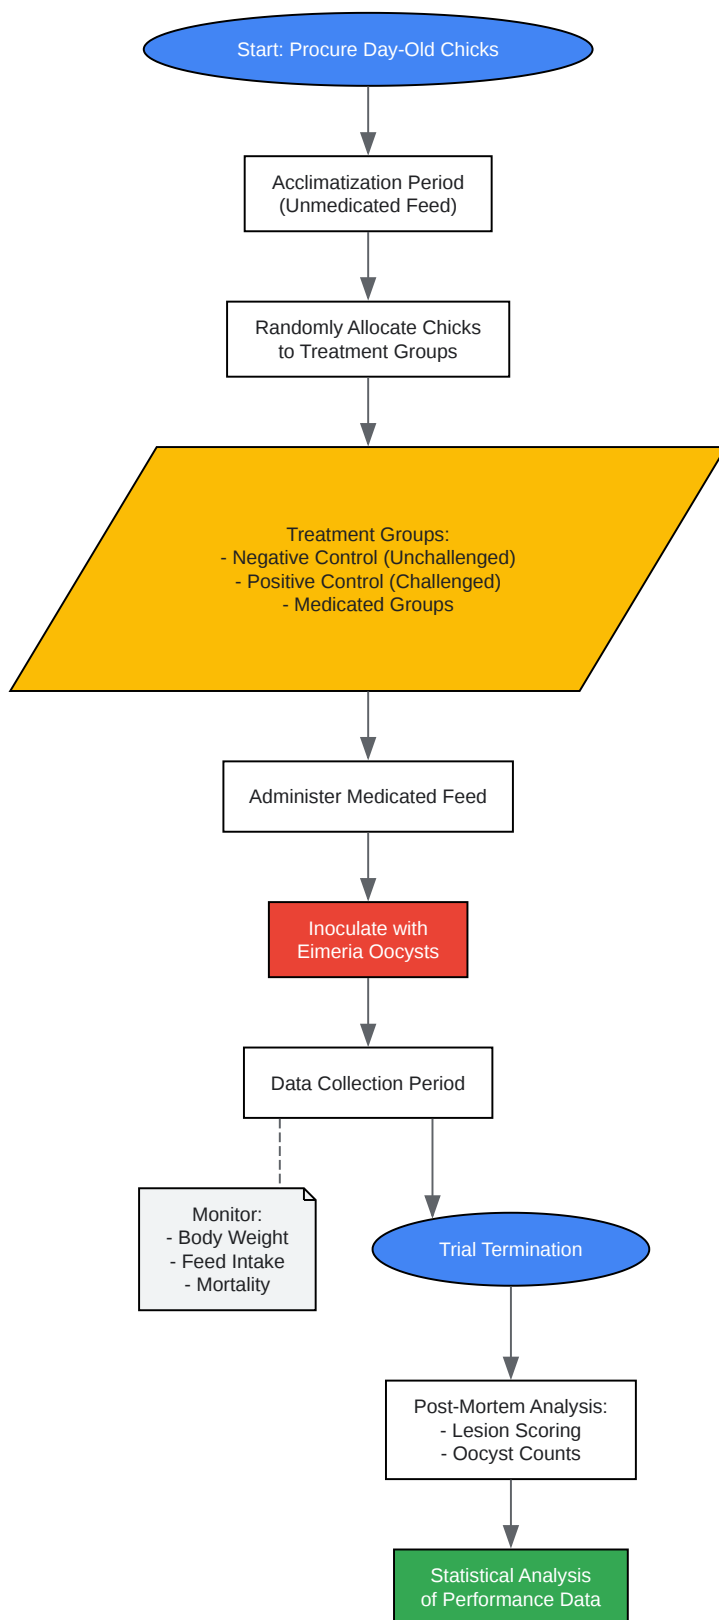 Start: Procure Day-Old Chicks
Acclimatization Period
(Unmedicated Feed)
Randomly Allocate Chicks
to Treatment Groups
Treatment Groups:
- Negative Control (Unchallenged)
- Positive Control (Challenged)
- Medicated Groups
Administer Medicated Feed
Inoculate with
Eimeria Oocysts
Data Collection Period
Monitor:
- Body Weight
- Feed Intake
- Mortality
Trial Termination
Post-Mortem Analysis:
- Lesion Scoring
- Oocyst Counts
Statistical Analysis
of Performance Data